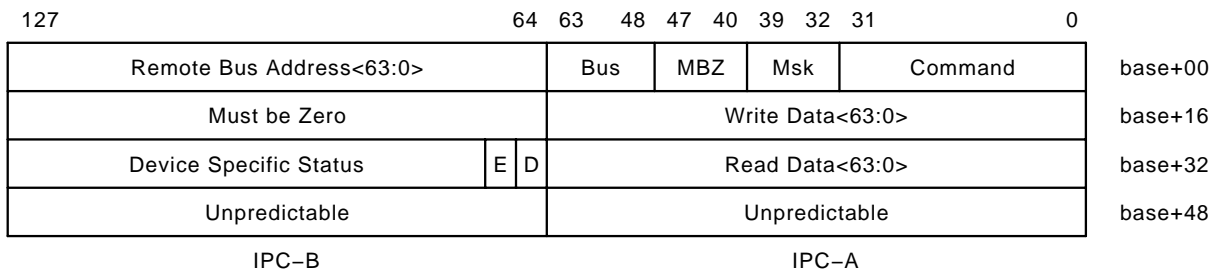 127 64 63 48 47 40 39 32 31 0
Remote Bus Address<63:0> Bus MBZ Msk Command base+00
Must be Zero Write Data<63:0> base+16
Device Specific Status E D Read Data<63:0> base+32
Unpredictable Unpredictable base+48
IPC–B IPC–A